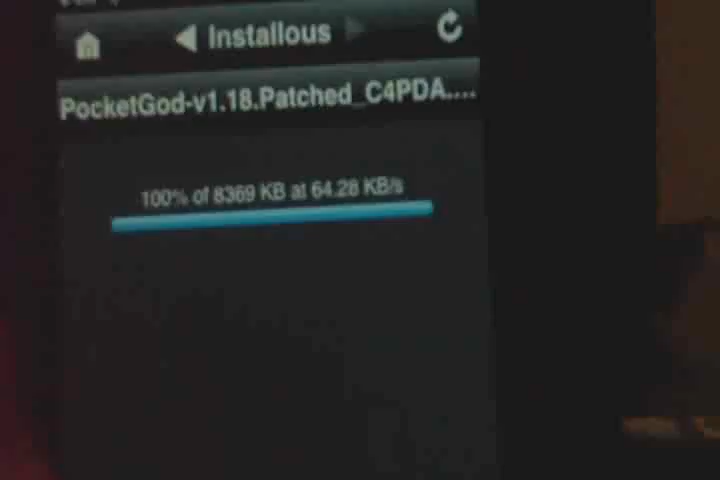 Installous
PocketGod-v1.18.Patched_C4PDA....
100% of 8369 KB at 64.28 KB/s